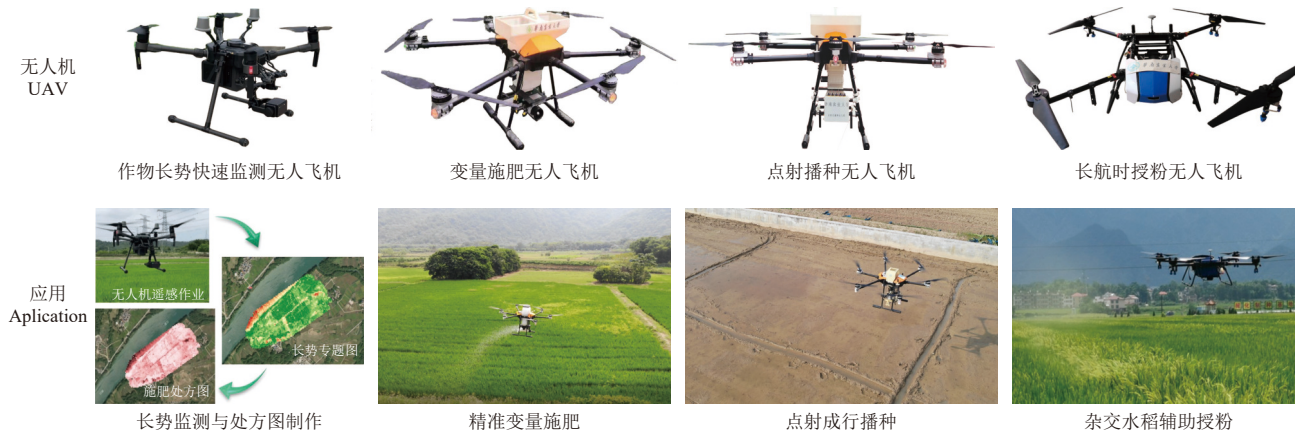 无人机
UAV
作物长势快速监测无人飞机
变量施肥无人飞机
点射播种无人飞机
长航时授粉无人飞机
应用
Aplication
无人机遥感作业
长势专题图
施肥处方图
长势监测与处方图制作
精准变量施肥
点射成行播种
杂交水稻辅助授粉